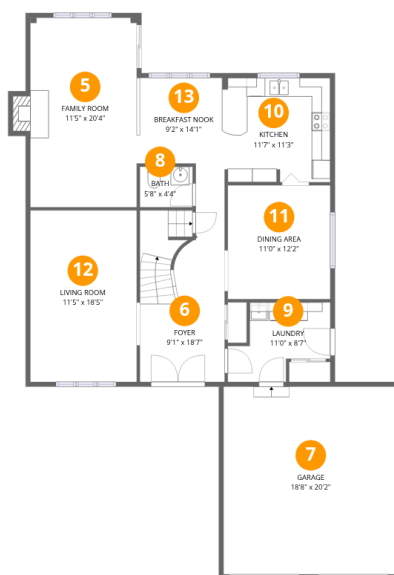 5
FAMILY ROOM
11'5" x 20'4"
13
BREAKFAST NOOK
9'2" x 14'1"
10
KITCHEN
11'7" x 11'3"
8
BATH
5'8" x 4'4"
11
DINING AREA
11'0" x 12'2"
12
LIVING ROOM
11'5" x 18'5"
6
FOYER
9'1" x 18'7"
9
LAUNDRY
11'0" x 8'7"
7
GARAGE
18'8" x 20'2"